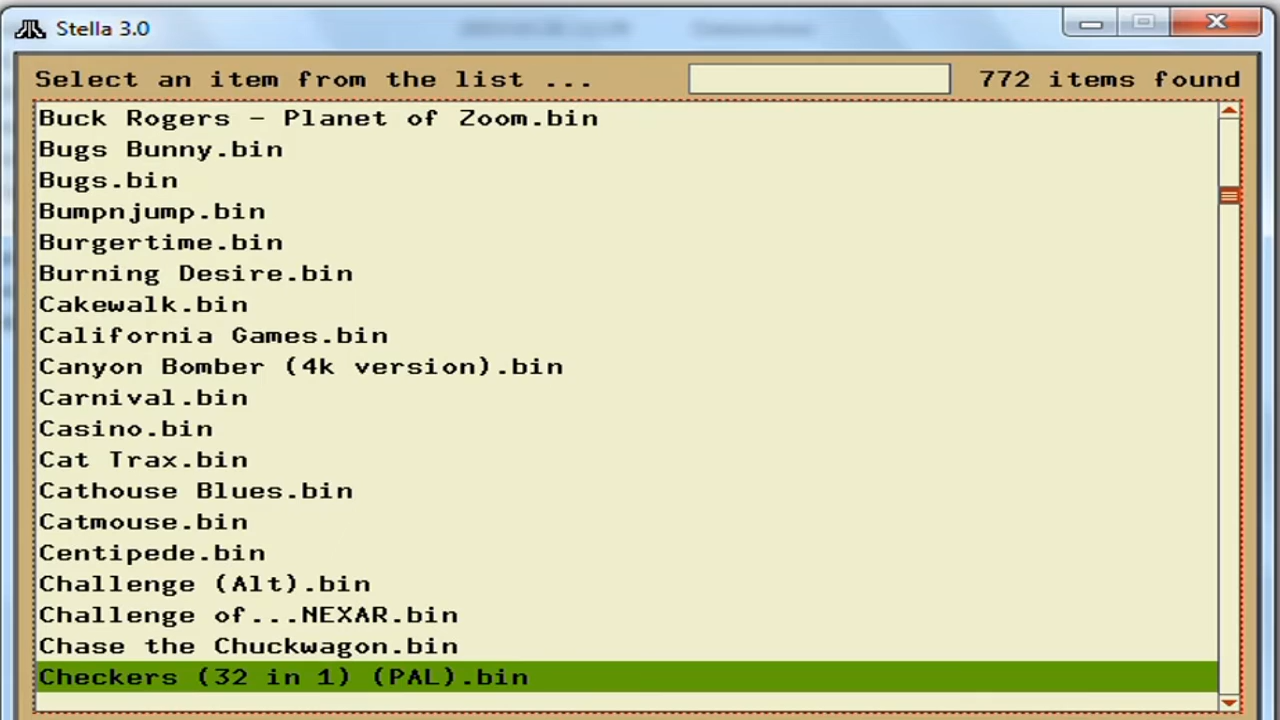 Stella 3.0
Select an item from the list ... 772 items found
Buck Rogers - Planet of Zoom.bin
Bugs Bunny.bin
Bugs.bin
Bumpnjump.bin
Burgertime.bin
Burning Desire.bin
Cakewalk.bin
California Games.bin
Canyon Bomber (4k version).bin
Carnival.bin
Casino.bin
Cat Trax.bin
Cathouse Blues.bin
Catmouse.bin
Centipede.bin
Challenge (Alt).bin
Challenge of...NEXAR.bin
Chase the Chuckwagon.bin
Checkers (32 in 1) (PAL).bin